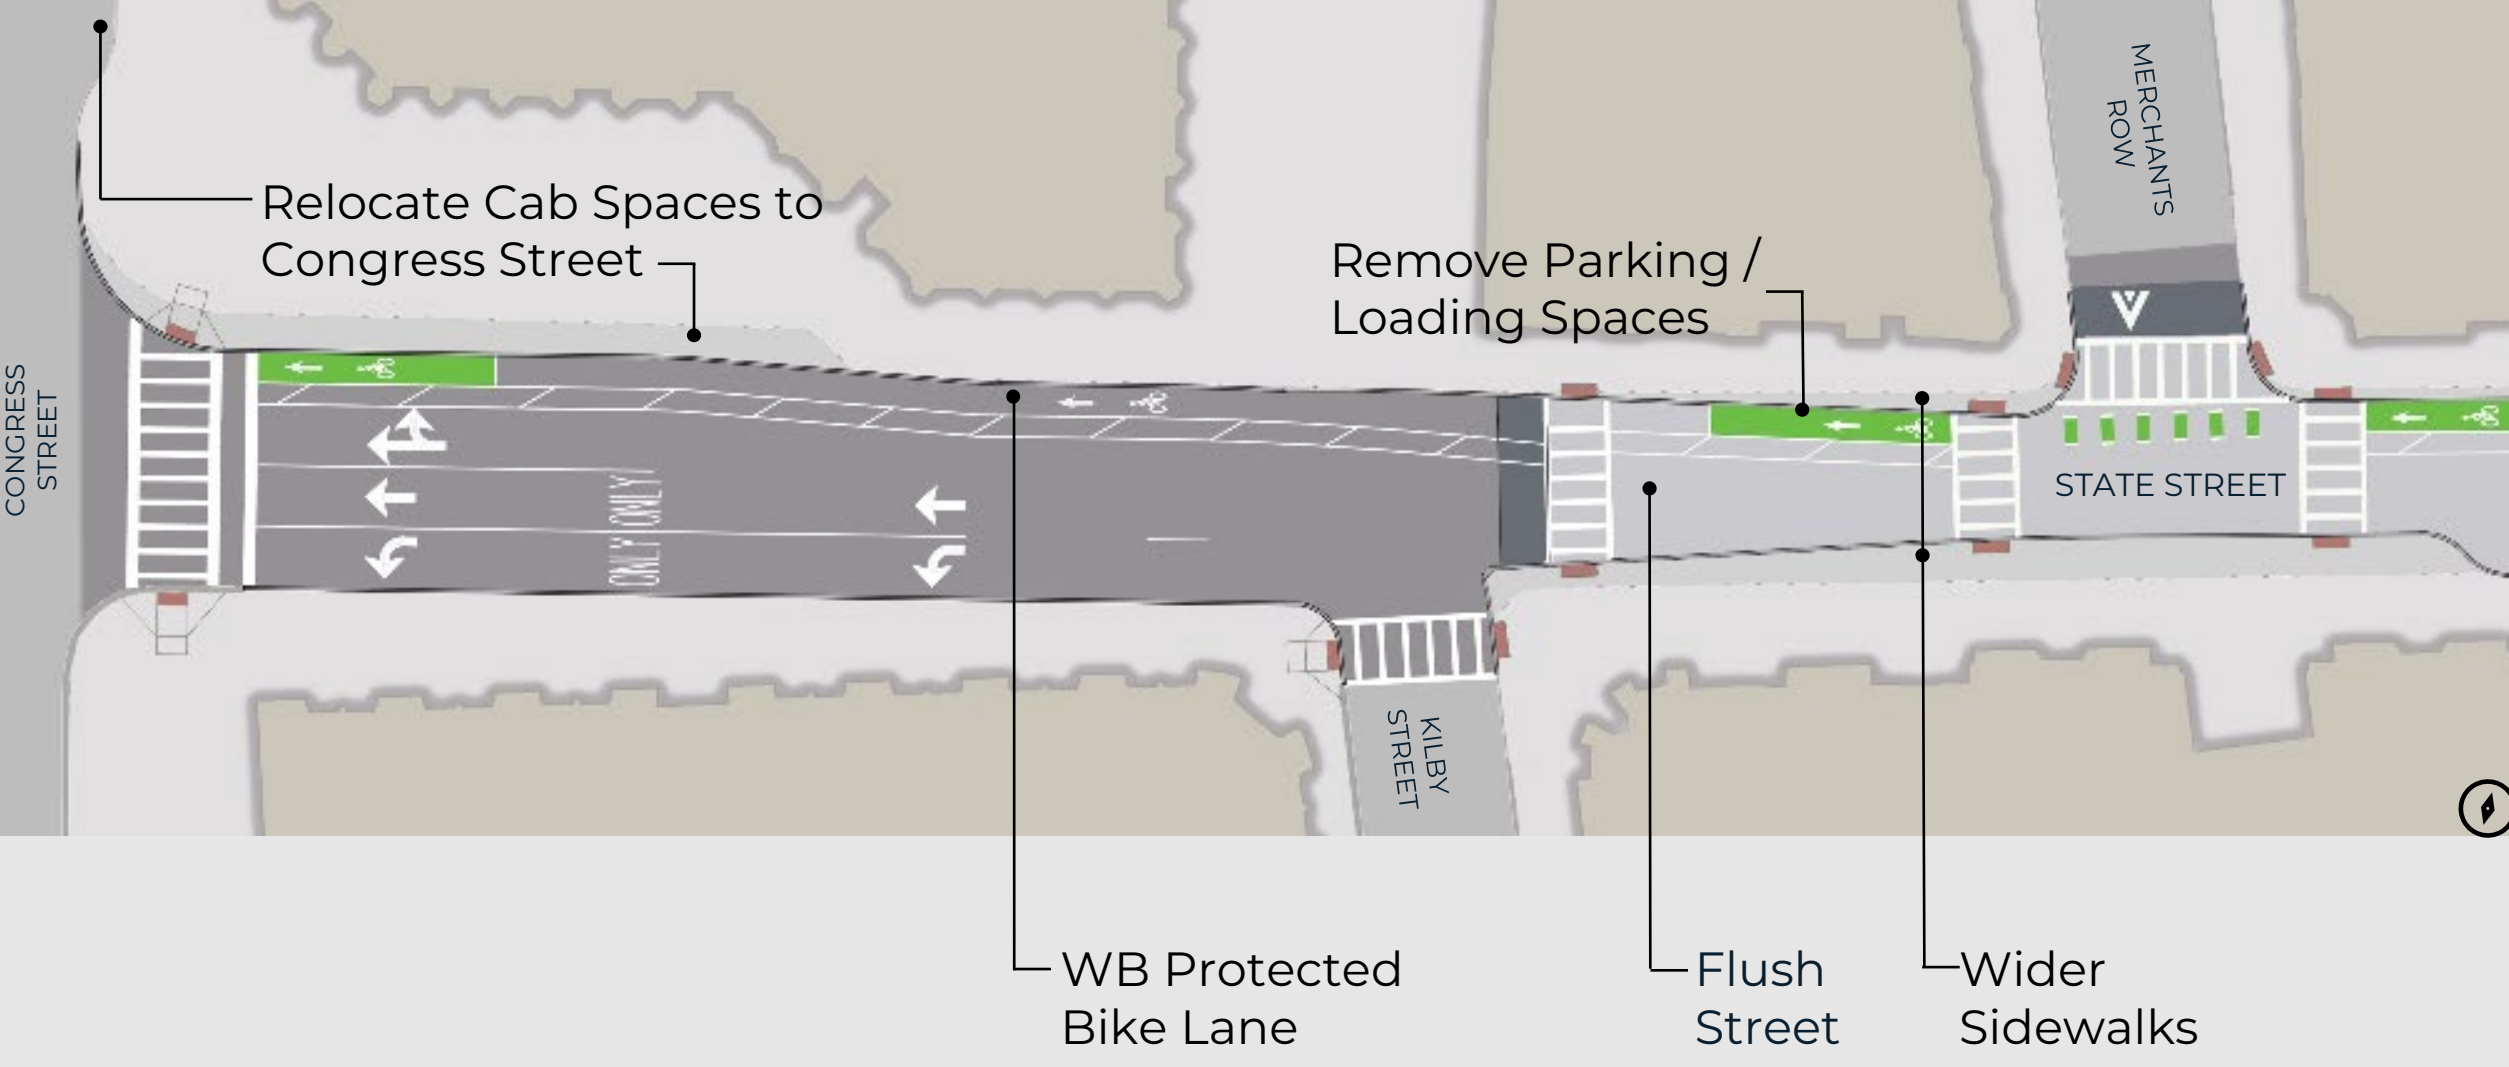 MERCHANTS
ROW
Relocate Cab Spaces to
Congress Street
Remove Parking /
Loading Spaces
CONGRESS
STREET
ONLY ONLY
STATE STREET
KILBY
STREET
WB Protected
Bike Lane
Flush
Street
Wider
Sidewalks